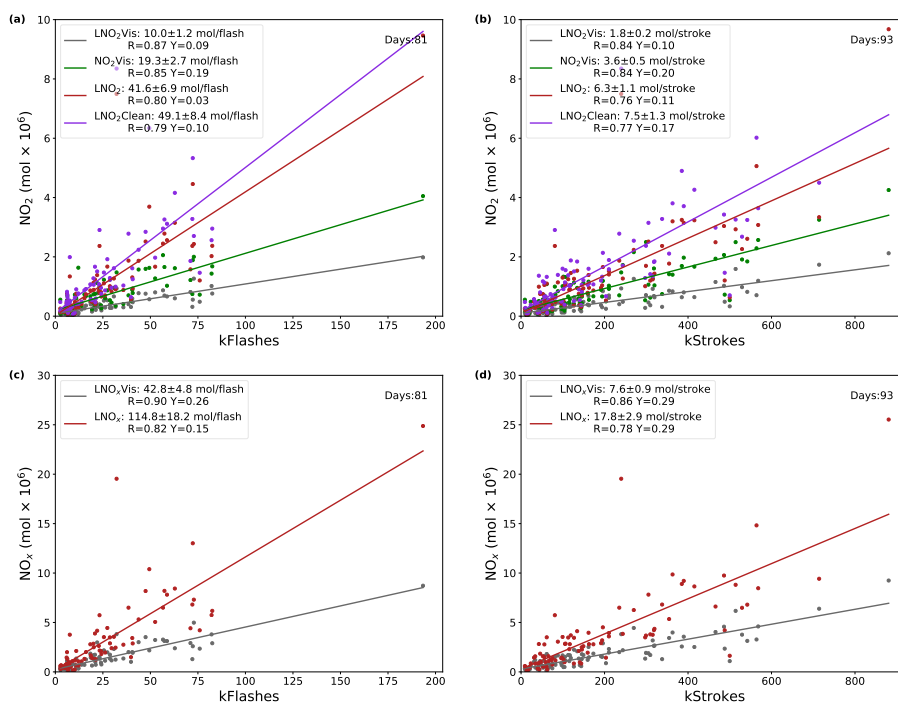 (a)
LNO₂Vis: 10.0±1.2 mol/flash
R=0.87 Y=0.09
NO₂Vis: 19.3±2.7 mol/flash
R=0.85 Y=0.19
LNO₂: 41.6±6.9 mol/flash
R=0.80 Y=0.03
LNO₂Clean: 49.1±8.4 mol/flash
R=0.79 Y=0.10
Days:81
NO₂ (mol × 10⁶)
10
8
6
4
2
0
0 25 50 75 100 125 150 175 200
kFlashes
(b)
LNO₂Vis: 1.8±0.2 mol/stroke
R=0.84 Y=0.10
NO₂Vis: 3.6±0.5 mol/stroke
R=0.84 Y=0.20
LNO₂: 6.3±1.1 mol/stroke
R=0.76 Y=0.11
LNO₂Clean: 7.5±1.3 mol/stroke
R=0.77 Y=0.17
Days:93
NO₂ (mol × 10⁶)
10
8
6
4
2
0
0 200 400 600 800
kStrokes
(c)
LNOₓVis: 42.8±4.8 mol/flash
R=0.90 Y=0.26
LNOₓ: 114.8±18.2 mol/flash
R=0.82 Y=0.15
Days:81
NOₓ (mol × 10⁶)
30
25
20
15
10
5
0
0 25 50 75 100 125 150 175 200
kFlashes
(d)
LNOₓVis: 7.6±0.9 mol/stroke
R=0.86 Y=0.29
LNOₓ: 17.8±2.9 mol/stroke
R=0.78 Y=0.29
Days:93
NOₓ (mol × 10⁶)
30
25
20
15
10
5
0
0 200 400 600 800
kStrokes